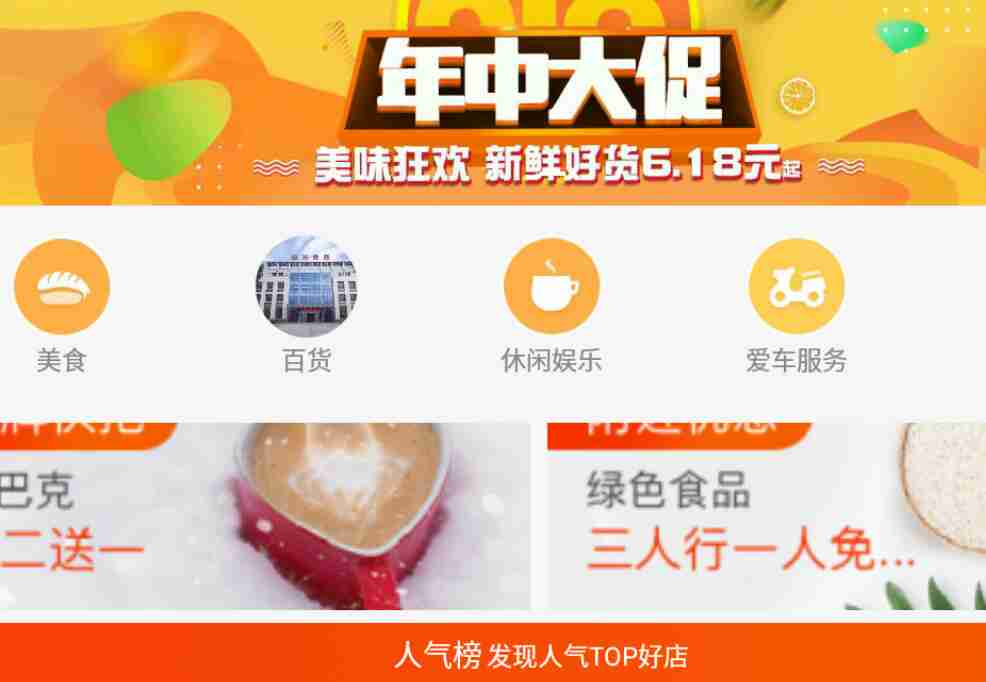 年中大促
美味狂欢 新鲜好货6.18元起
美食
百货
休闲娱乐
爱车服务
巴克
二送一
绿色食品
三人行一人免...
人气榜 发现人气TOP好店